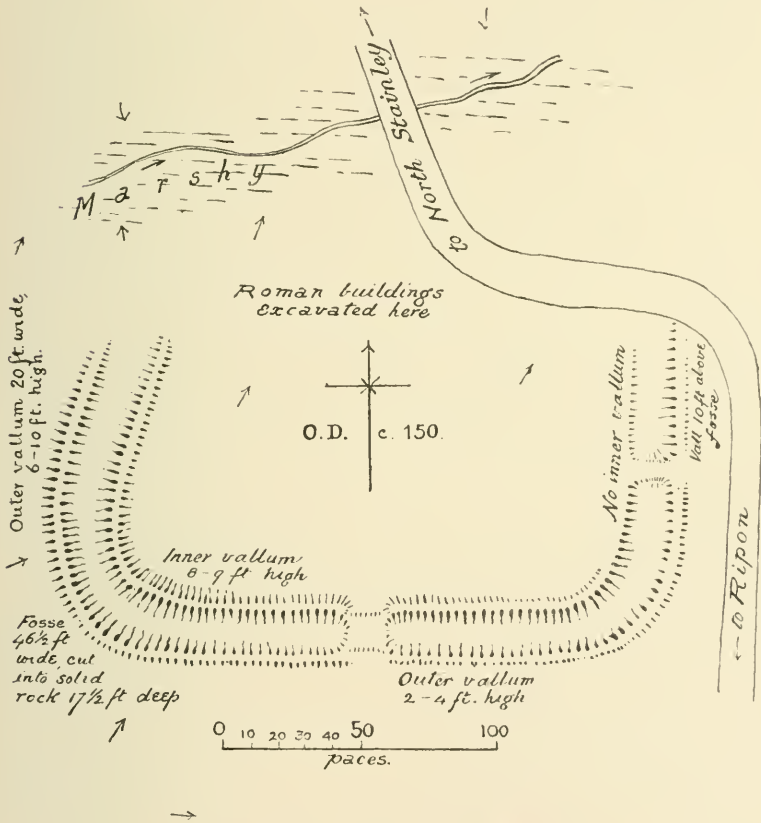 to North Stainley
Marshy
Roman buildings
Excavated here
O.D. c. 150.
Outer vallum 20 ft. wide,
6-10 ft. high.
No inner vallum
Vall 10 ft above
fosse
Inner vallum
8-9 ft high
Fosse
46½ ft
wide, cut
into solid
rock 17½ ft deep
Outer vallum
2-4 ft. high
to Ripon
0 10 20 30 40 50 100
paces.